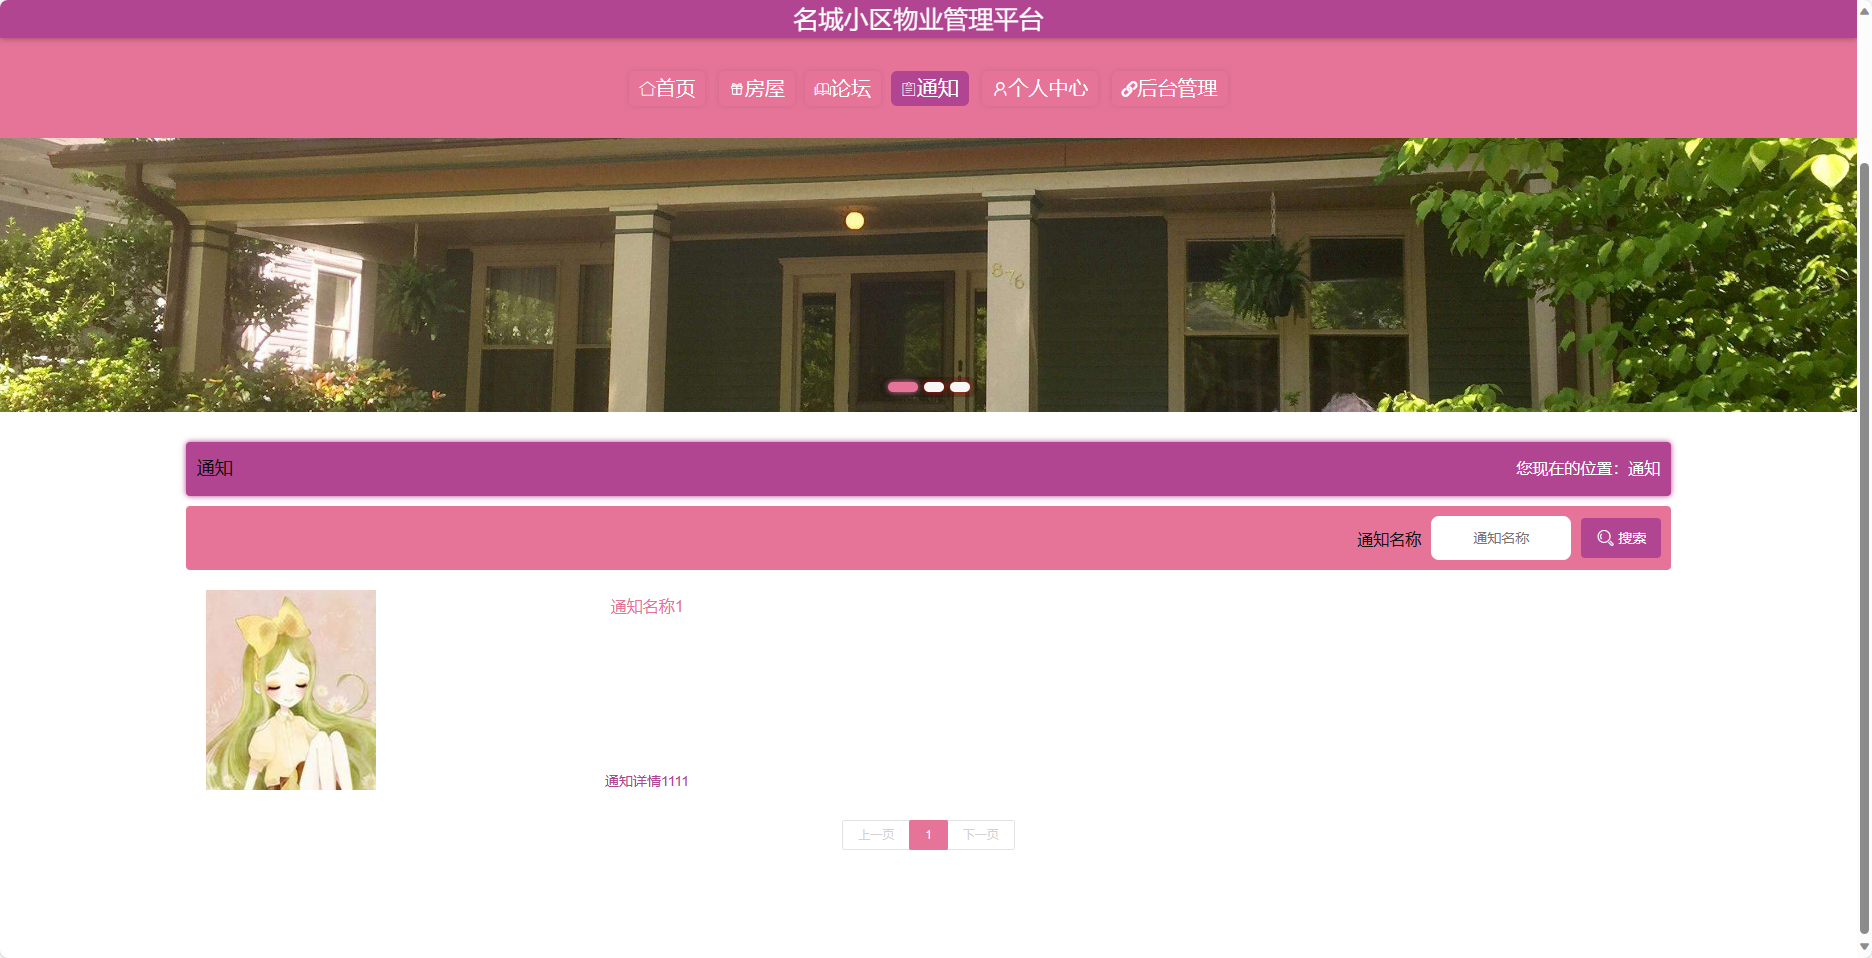 名城小区物业管理平台
首页 房屋 论坛 通知 个人中心 后台管理
876
通知 您现在的位置：通知
通知名称 通知名称 搜索
通知名称1
通知详情1111
上一页 1 下一页